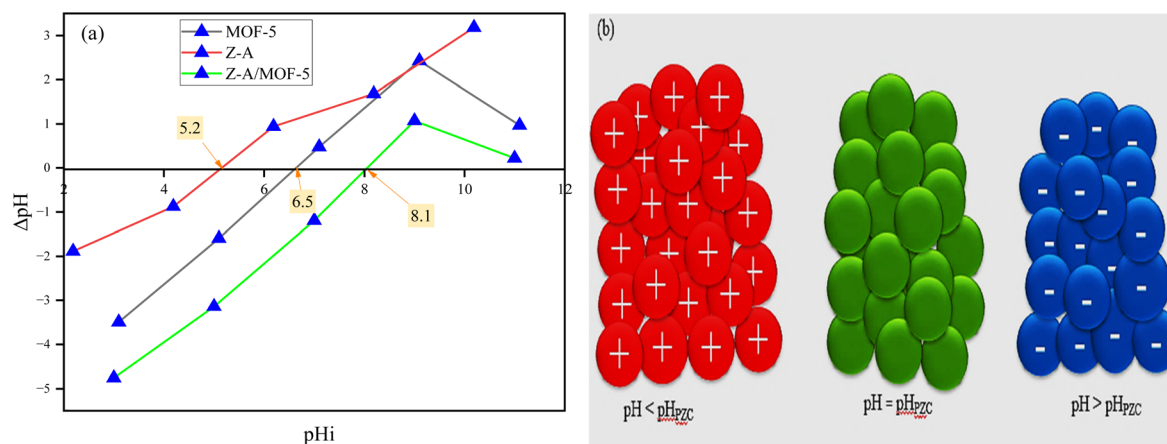 (a)
MOF-5
Z-A
Z-A/MOF-5
3
2
1
0
−1
−2
−3
−4
−5
2
4
6
8
10
12
5.2
6.5
8.1
ΔpH
pHi
(b)
pH < pHPZC
pH = pHPZC
pH > pHPZC